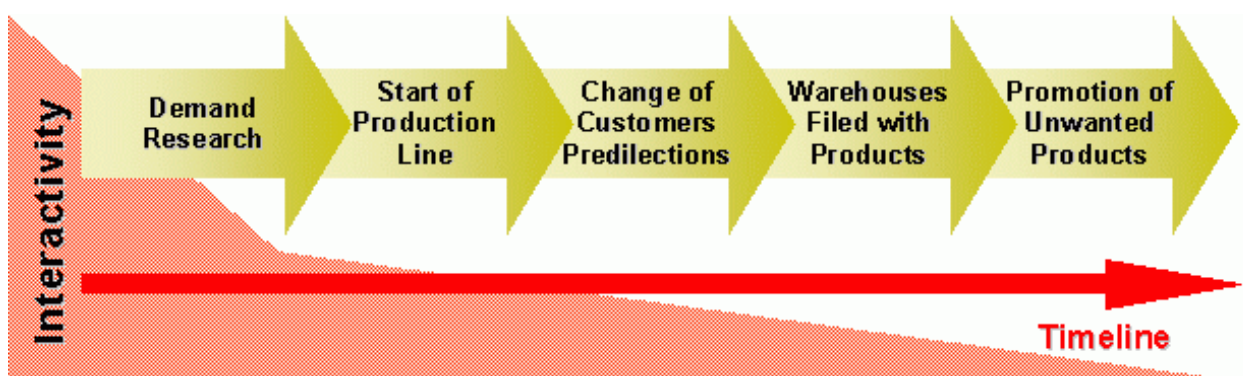 Interactivity
Demand
Research
Start of
Production
Line
Change of
Customers
Predilections
Warehouses
Filed with
Products
Promotion of
Unwanted
Products
Timeline